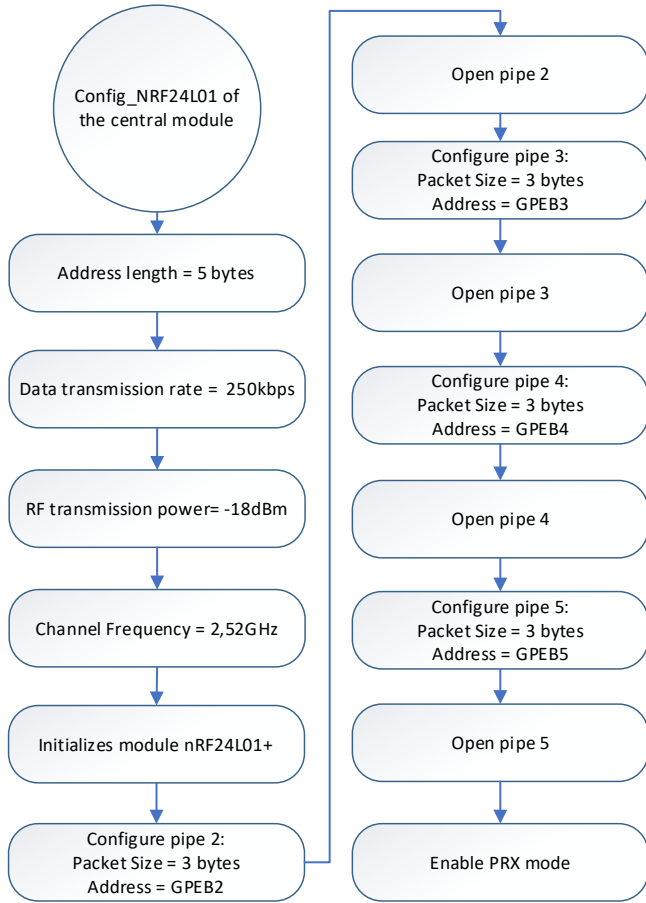 Config_NRF24L01 of
the central module
Address length = 5 bytes
Data transmission rate =  250kbps
RF transmission power= -18dBm
Channel Frequency = 2,52GHz
Initializes module nRF24L01+
Configure pipe 2:
Packet Size = 3 bytes
Address = GPEB2
Open pipe 2
Configure pipe 3:
Packet Size = 3 bytes
Address = GPEB3
Open pipe 3
Configure pipe 4:
Packet Size = 3 bytes
Address = GPEB4
Open pipe 4
Configure pipe 5:
Packet Size = 3 bytes
Address = GPEB5
Open pipe 5
Enable PRX mode